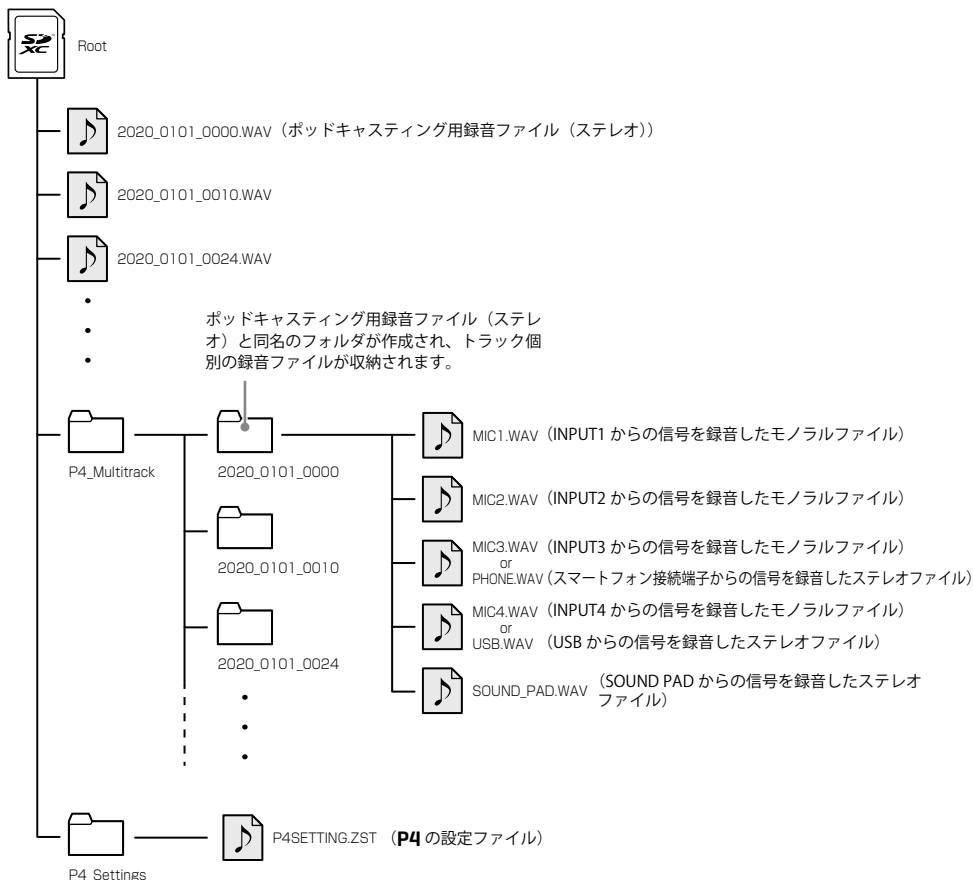 SD XC
Root
2020_0101_0000.WAV（ポッドキャスティング用録音ファイル（ステレオ））
2020_0101_0010.WAV
2020_0101_0024.WAV
ポッドキャスティング用録音ファイル（ステレ
オ）と同名のフォルダが作成され、トラック個
別の録音ファイルが収納されます。
P4_Multitrack
2020_0101_0000
2020_0101_0010
2020_0101_0024
MIC1.WAV（INPUT1 からの信号を録音したモノラルファイル）
MIC2.WAV（INPUT2 からの信号を録音したモノラルファイル）
MIC3.WAV（INPUT3 からの信号を録音したモノラルファイル）
or
PHONE.WAV（スマートフォン接続端子からの信号を録音したステレオファイル）
MIC4.WAV（INPUT4 からの信号を録音したモノラルファイル）
or
USB.WAV （USB からの信号を録音したステレオファイル）
SOUND_PAD.WAV （SOUND PAD からの信号を録音したステレオ
ファイル）
P4SETTING.ZST （P4 の設定ファイル）
P4_Settings